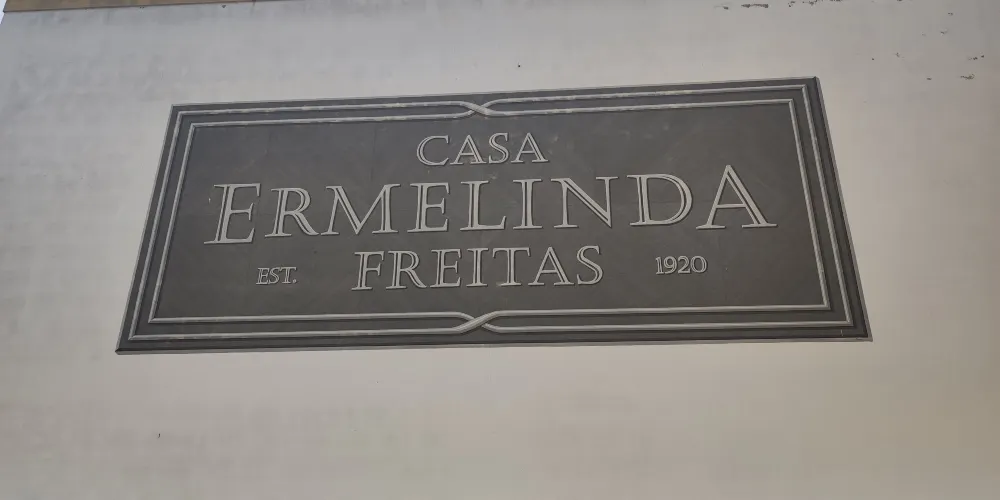 CASA
ERMELINDA
FREITAS
EST. 1920